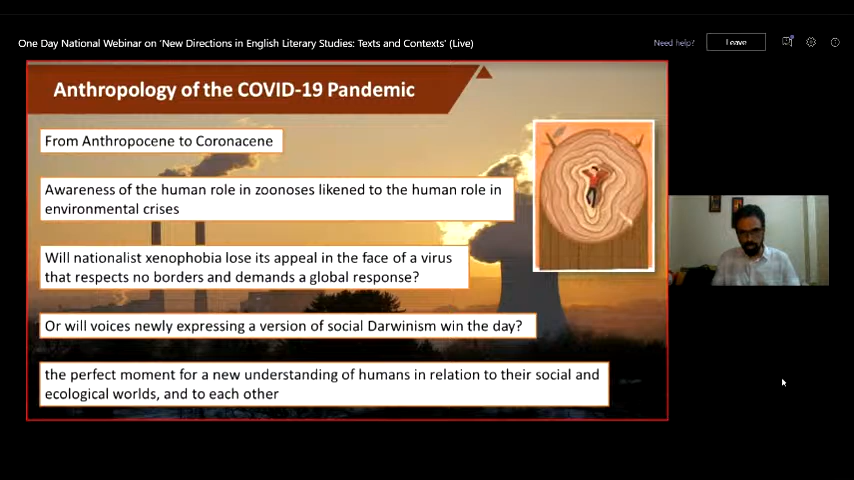 One Day National Webinar on 'New Directions in English Literary Studies: Texts and Contexts' (Live)
Need help?
Leave
Anthropology of the COVID-19 Pandemic
From Anthropocene to Coronacene
Awareness of the human role in zoonoses likened to the human role in
environmental crises
Will nationalist xenophobia lose its appeal in the face of a virus
that respects no borders and demands a global response?
Or will voices newly expressing a version of social Darwinism win the day?
the perfect moment for a new understanding of humans in relation to their social and
ecological worlds, and to each other